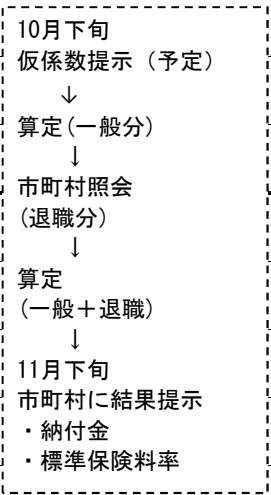 10月下旬
仮係数提示（予定）
↓
算定(一般分)
↓
市町村照会
(退職分)
↓
算定
(一般＋退職)
↓
11月下旬
市町村に結果提示
・納付金
・標準保険料率